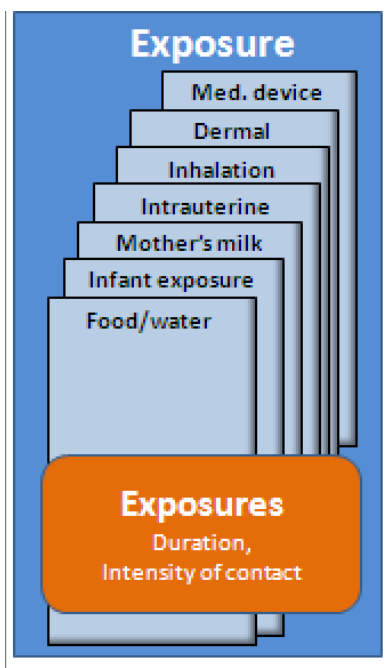 Exposure
Med. device
Dermal
Inhalation
Intrauterine
Mother's milk
Infant exposure
Food/water
Exposures
Duration,
Intensity of contact